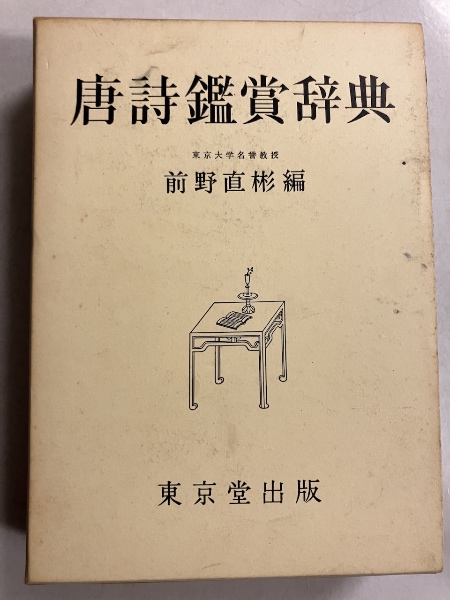 唐詩鑑賞辞典
東京大学名誉教授
前野直彬編
東京堂出版